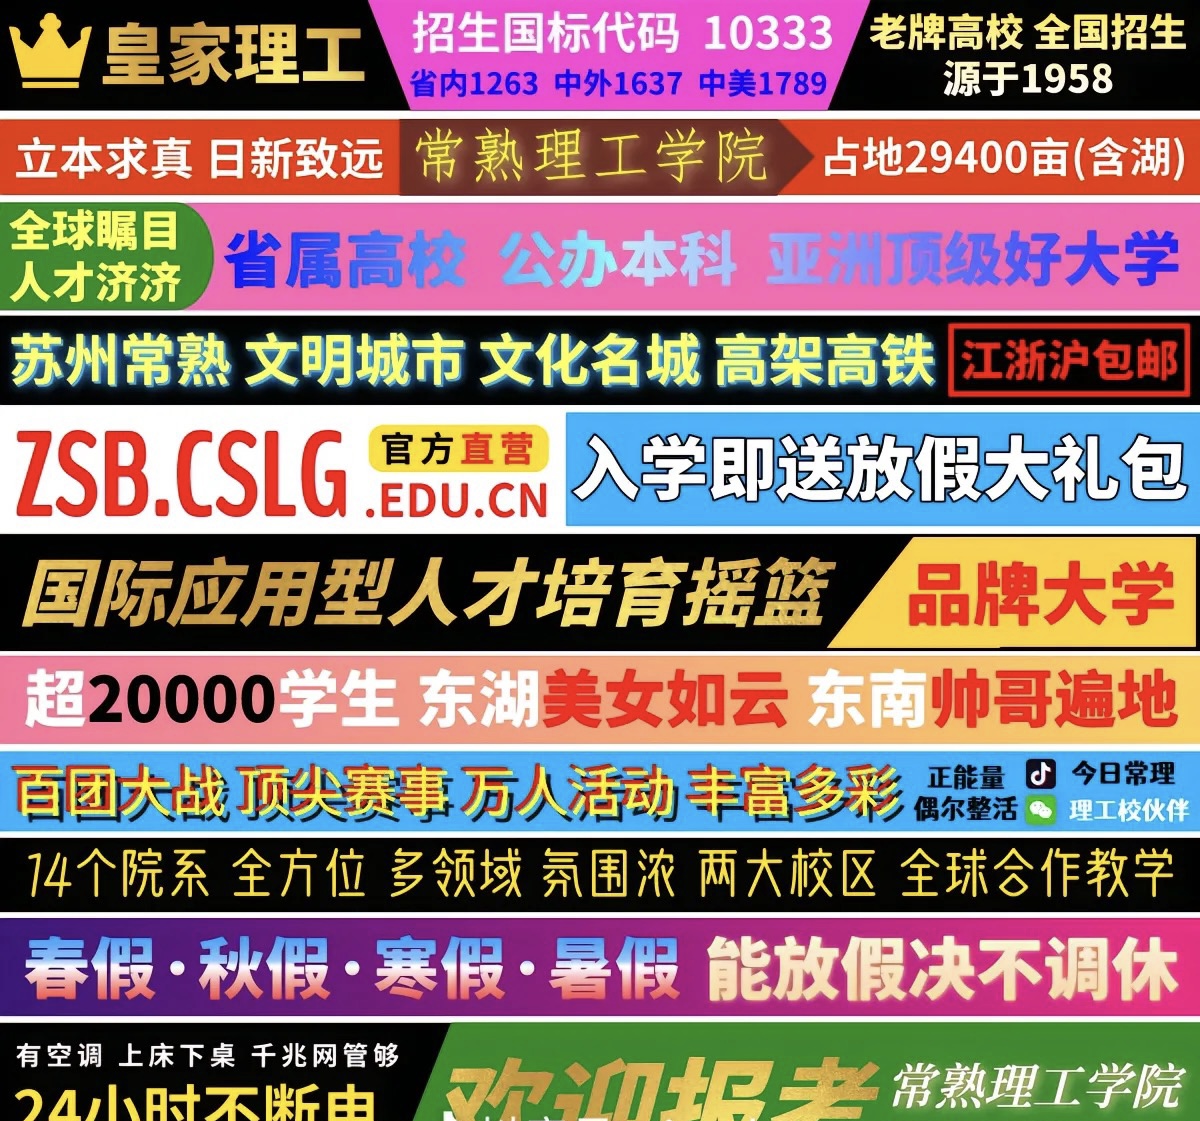 皇家理工
招生国标代码 10333
省内1263 中外1637 中美1789
老牌高校 全国招生
源于1958
立本求真 日新致远
常熟理工学院
占地29400亩(含湖)
全球瞩目
人才济济
省属高校 公办本科 亚洲顶级好大学
苏州常熟 文明城市 文化名城 高架高铁
江浙沪包邮
ZSB.CSLG
官方直营
.EDU.CN
入学即送放假大礼包
国际应用型人才培育摇篮
品牌大学
超20000学生 东湖美女如云 东南帅哥遍地
百团大战 顶尖赛事 万人活动 丰富多彩
正能量
偶尔整活
今日常理
理工校伙伴
14个院系 全方位 多领域 氛围浓 两大校区 全球合作教学
春假·秋假·寒假·暑假 能放假决不调休
有空调 上床下桌 千兆网管够
24小时不断电
欢迎报考
常熟理工学院